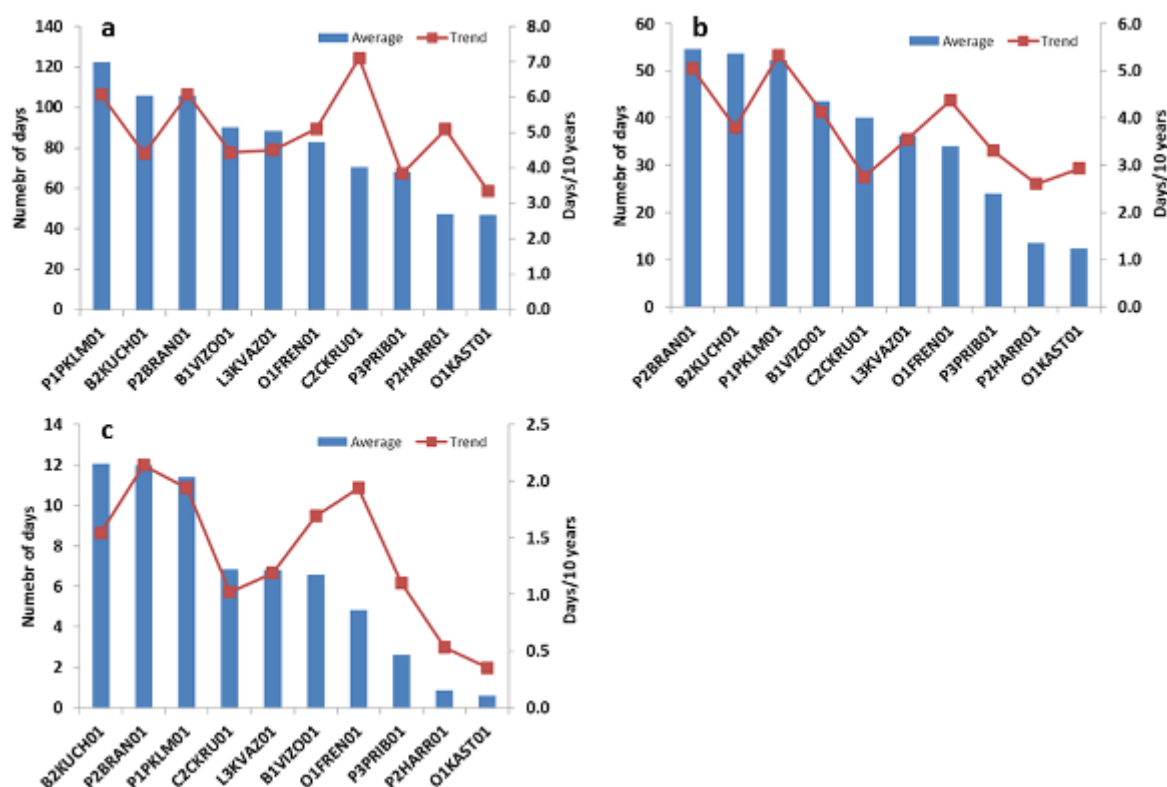 a
Average
Trend
Numebr of days
140
120
100
80
60
40
20
0
8.0
7.0
6.0
5.0
4.0
3.0
2.0
1.0
0.0
Days/10 years
P1PKLM01
B2KUCH01
P2BRAN01
B1VIZO01
L3KVAZ01
O1FREN01
C2CKRU01
P3PRIB01
P2HARR01
O1KAST01
b
Average
Trend
Numebr of days
60
50
40
30
20
10
0
6.0
5.0
4.0
3.0
2.0
1.0
0.0
Days/10 years
P2BRAN01
B2KUCH01
P1PKLM01
B1VIZO01
C2CKRU01
L3KVAZ01
O1FREN01
P3PRIB01
P2HARR01
O1KAST01
c
Average
Trend
Numebr of days
14
12
10
8
6
4
2
0
2.5
2.0
1.5
1.0
0.5
0.0
Days/10 years
B2KUCH01
P2BRAN01
P1PKLM01
C2CKRU01
L3KVAZ01
B1VIZO01
O1FREN01
P3PRIB01
P2HARR01
O1KAST01